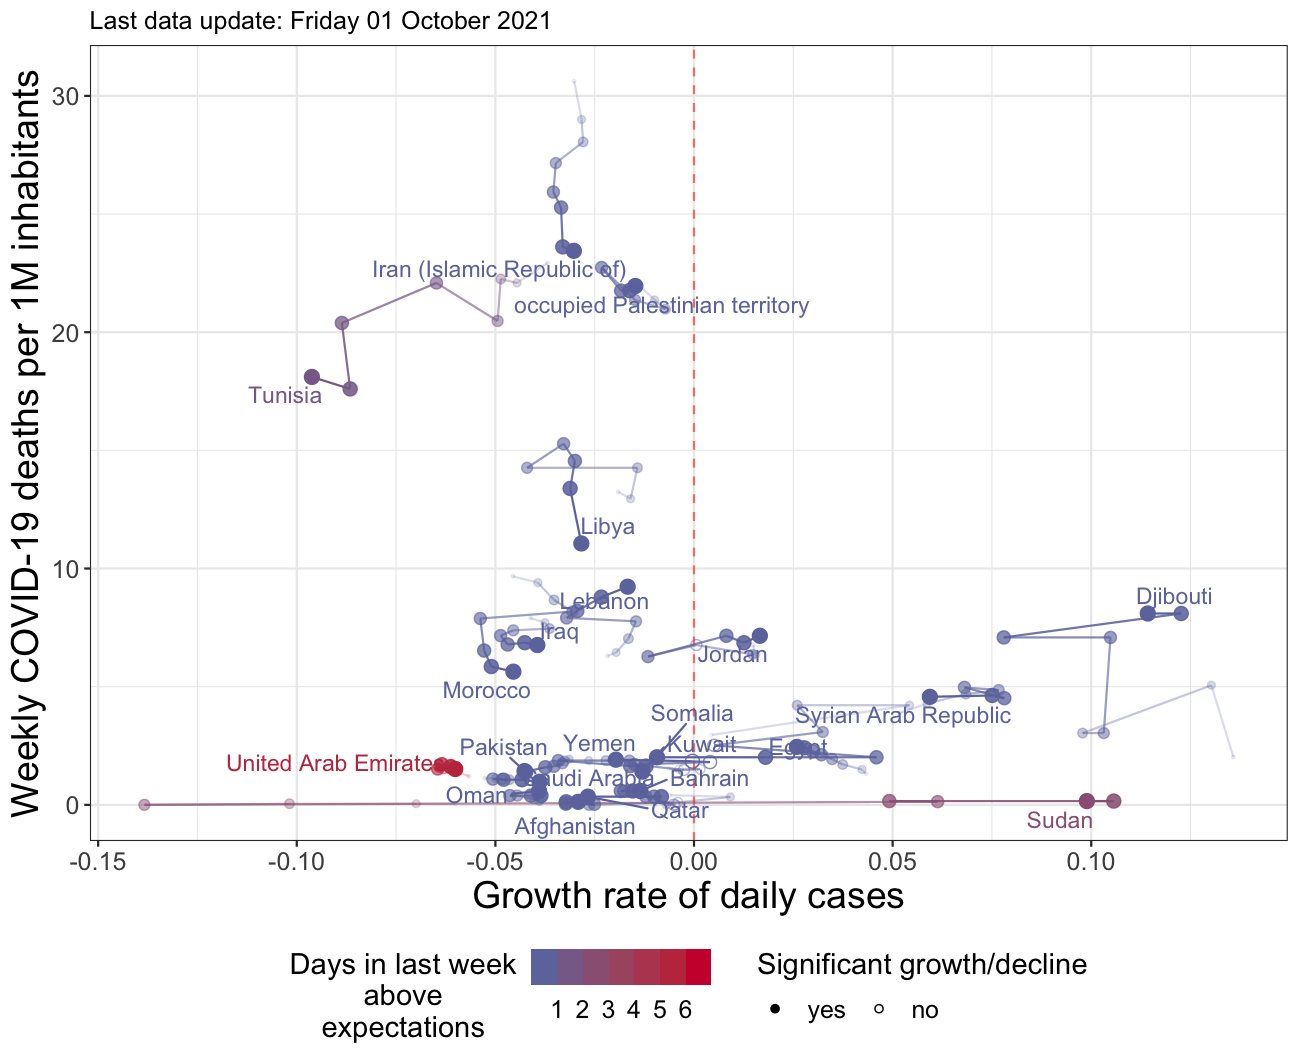 Last data update: Friday 01 October 2021
Weekly COVID-19 deaths per 1M inhabitants
30
20
10
0
Iran (Islamic Republic of)
occupied Palestinian territory
Tunisia
Libya
Lebanon
Djibouti
Iraq
Jordan
Morocco
Somalia
Syrian Arab Republic
Pakistan
Yemen
Kuwait
Egypt
United Arab Emirates
Saudi Arabia
Bahrain
Oman
Qatar
Afghanistan
Sudan
-0.15 -0.10 -0.05 0.00 0.05 0.10
Growth rate of daily cases
Days in last week
above
expectations
1 2 3 4 5 6
Significant growth/decline
yes no